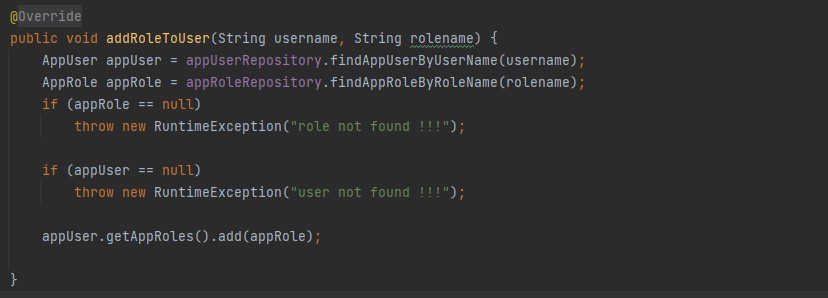 @Override
public void addRoleToUser(String username, String rolename) {
    AppUser appUser = appUserRepository.findAppUserByUserName(username);
    AppRole appRole = appRoleRepository.findAppRoleByRoleName(rolename);
    if (appRole == null)
        throw new RuntimeException("role not found !!!");
    if (appUser == null)
        throw new RuntimeException("user not found !!!");
    appUser.getAppRoles().add(appRole);
}